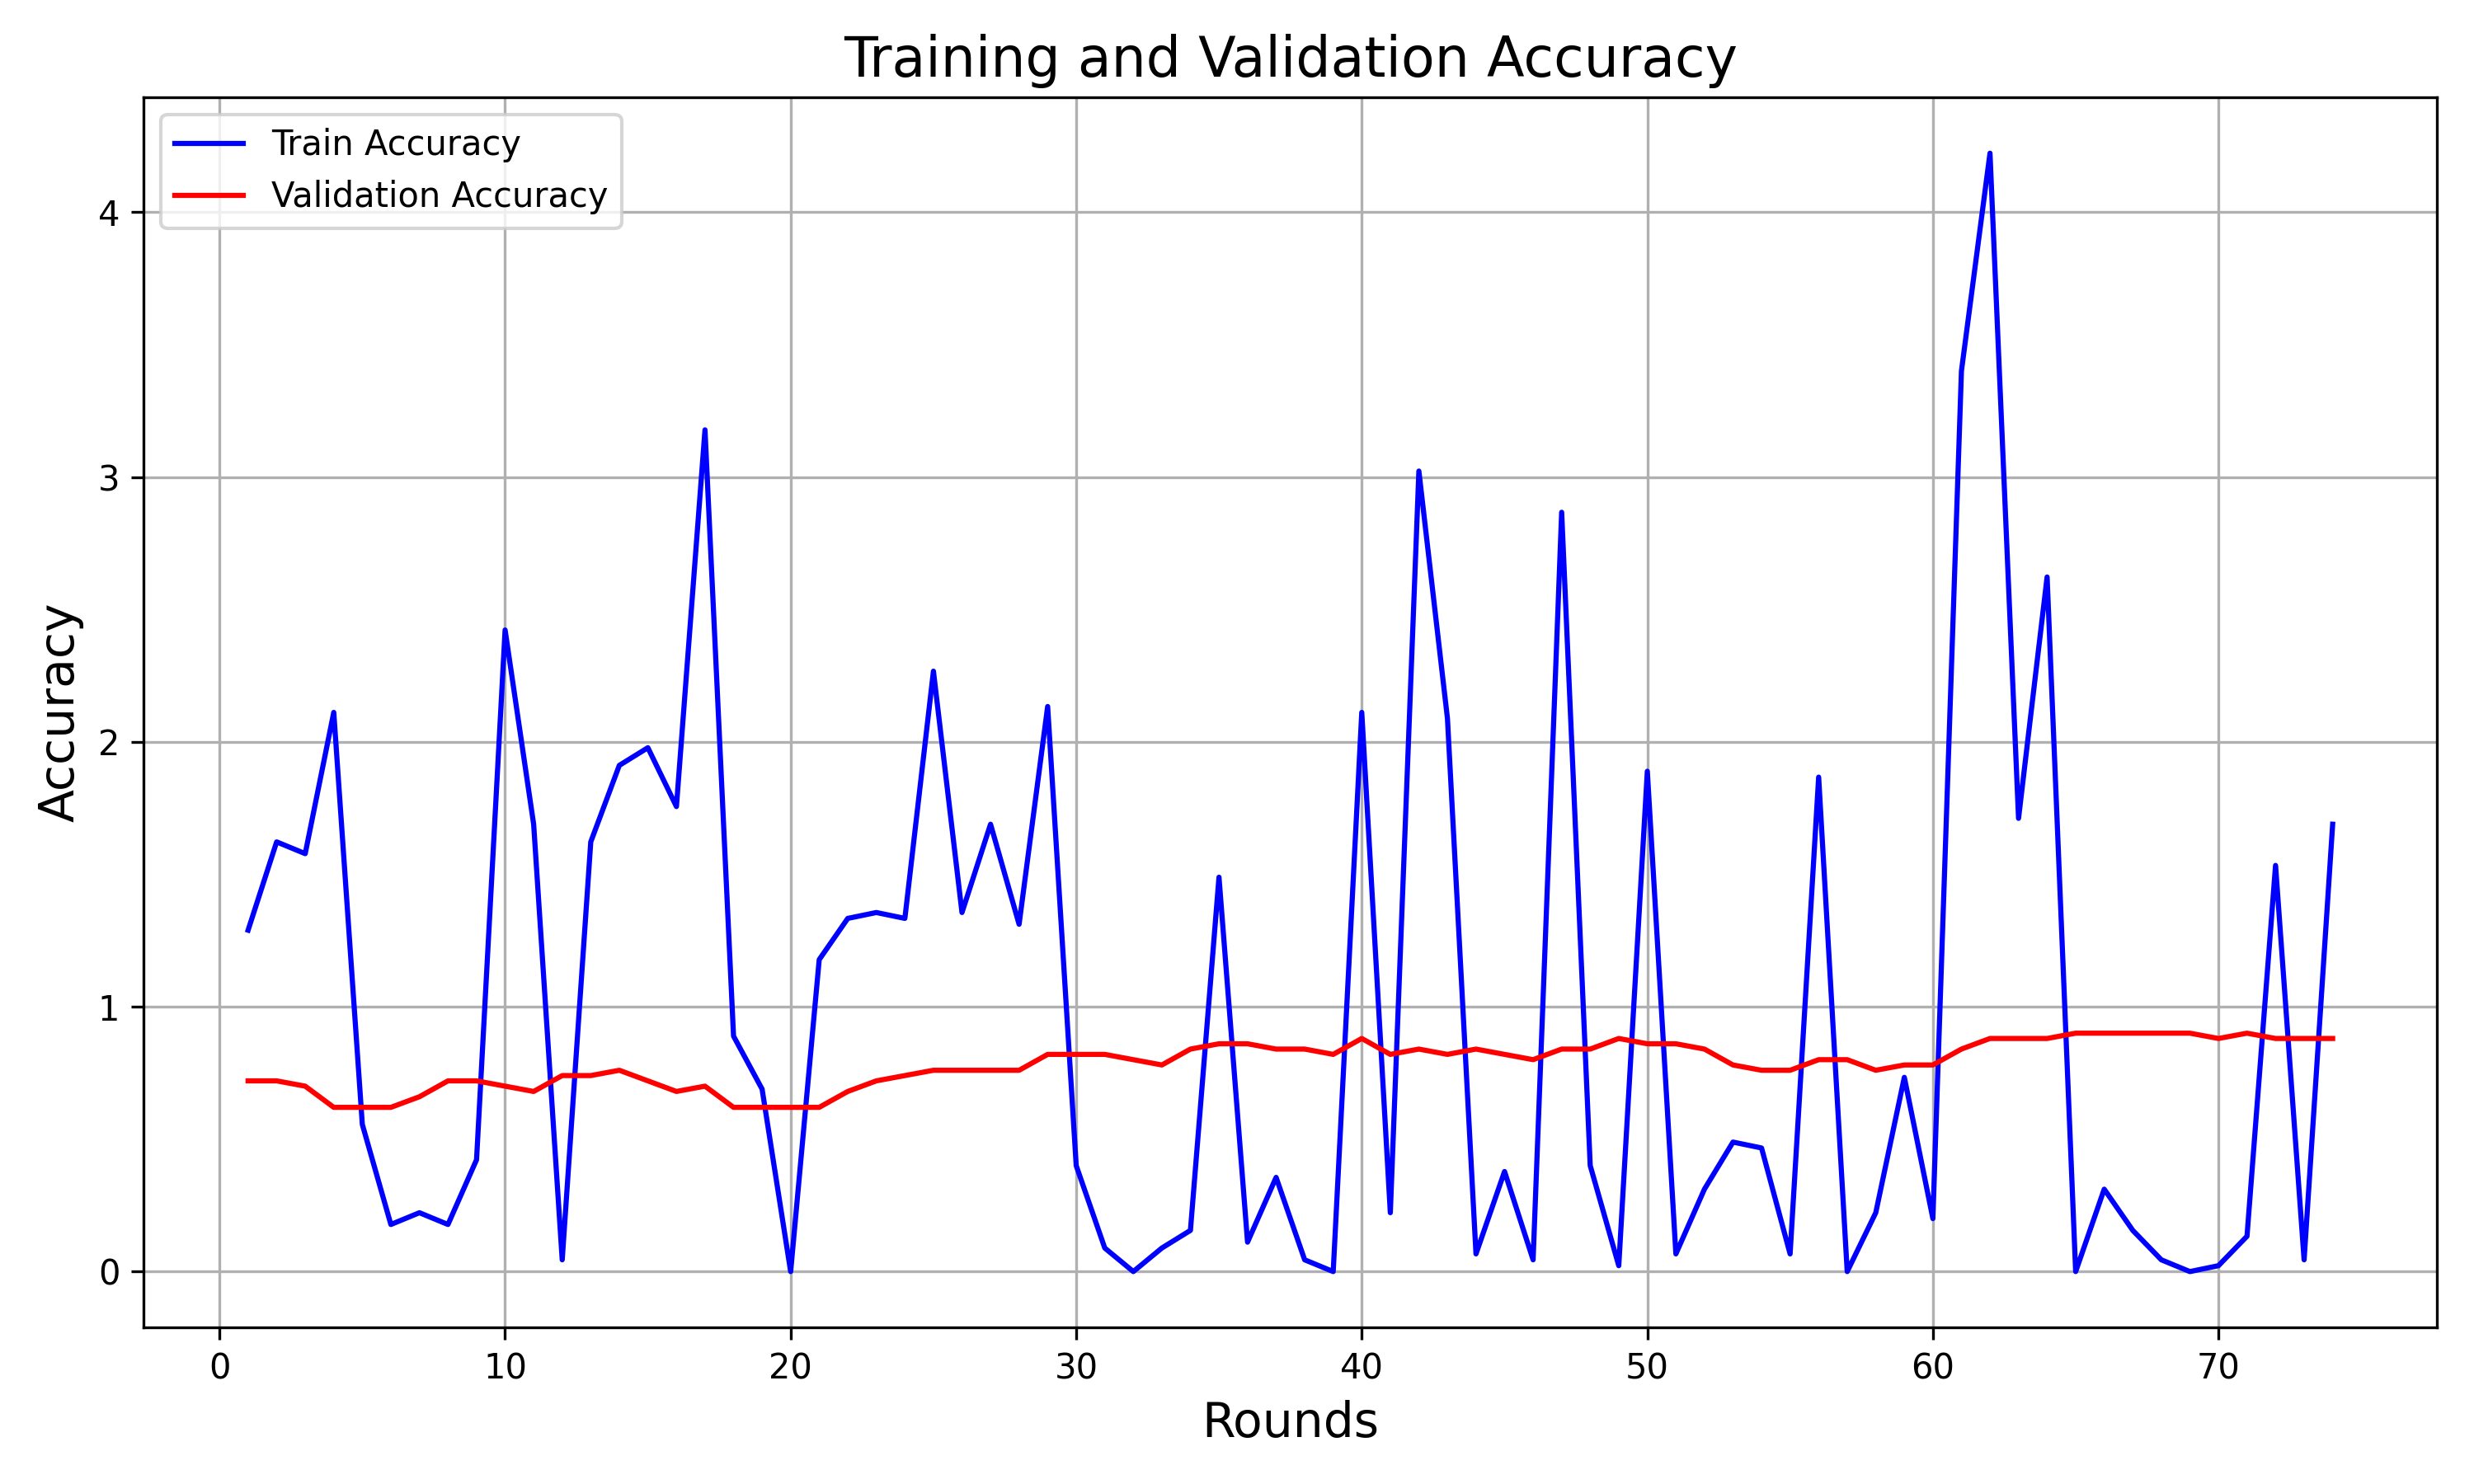 Training and Validation Accuracy
Train Accuracy
Validation Accuracy
Accuracy
4
3
2
1
0
0 10 20 30 40 50 60 70
Rounds